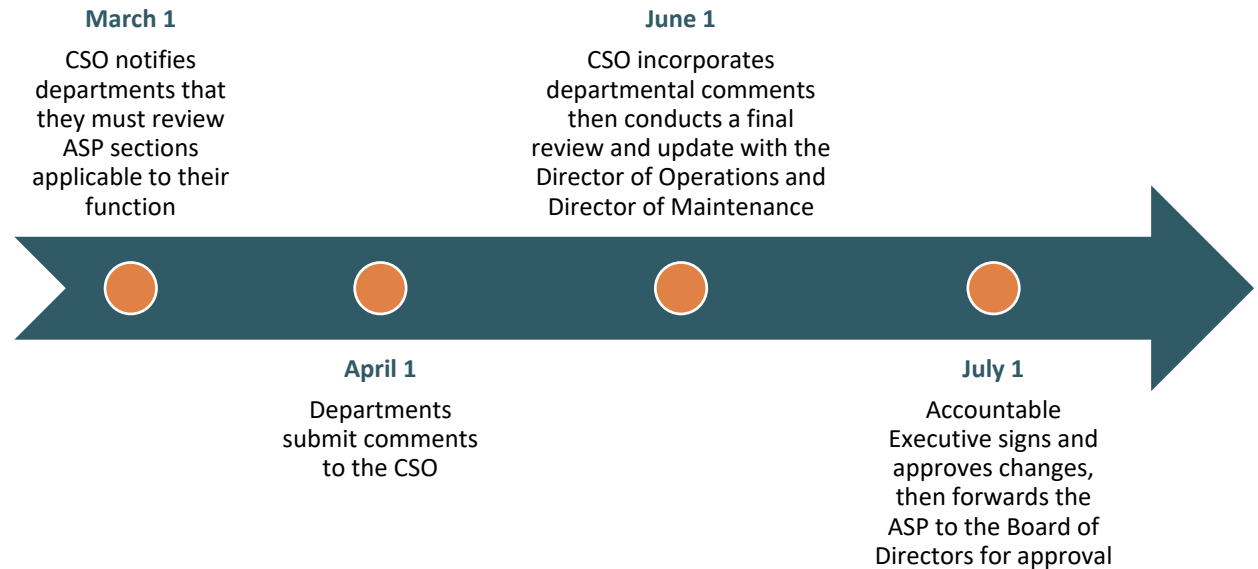 March 1
CSO notifies
departments that
they must review
ASP sections
applicable to their
function
April 1
Departments
submit comments
to the CSO
June 1
CSO incorporates
departmental comments
then conducts a final
review and update with the
Director of Operations and
Director of Maintenance
July 1
Accountable
Executive signs and
approves changes,
then forwards the
ASP to the Board of
Directors for approval